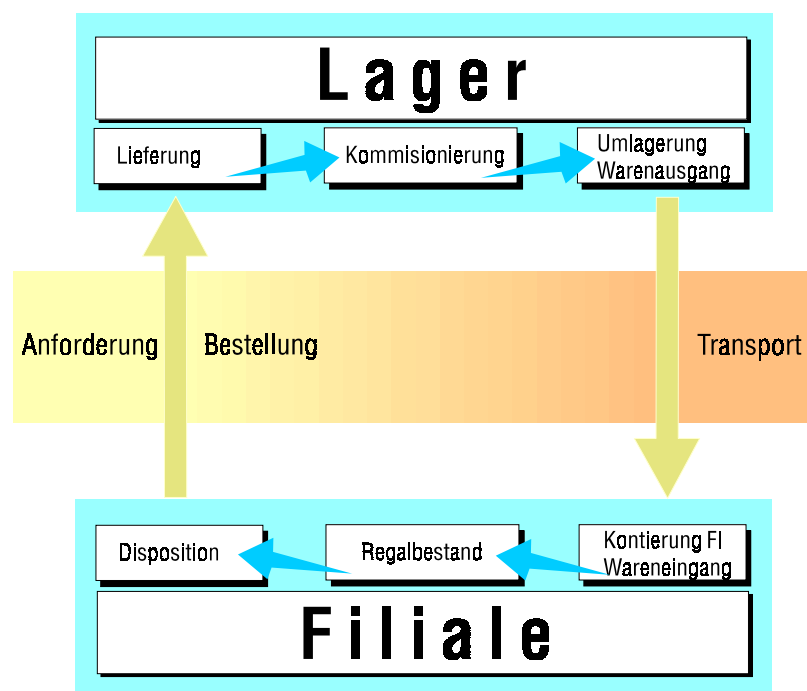 Lager
Lieferung
Kommisionierung
Umlagerung
Warenausgang
Anforderung
Bestellung
Transport
Disposition
Regalbestand
Kontierung FI
Wareneingang
Filiale